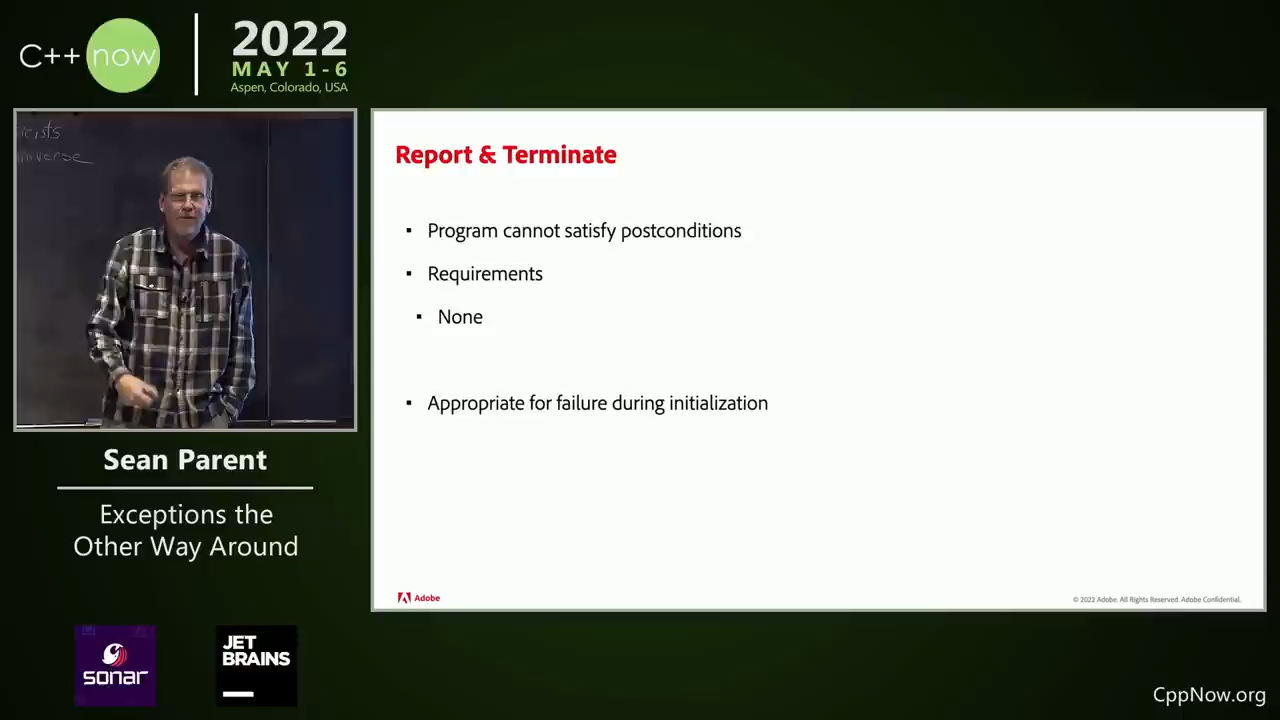 C++ now
2022
MAY 1-6
Aspen, Colorado, USA
Report & Terminate
▪ Program cannot satisfy postconditions
▪ Requirements
▪ None
▪ Appropriate for failure during initialization
Adobe
© 2022 Adobe. All Rights Reserved. Adobe Confidential.
Sean Parent
Exceptions the
Other Way Around
sonar
JET
BRAINS
CppNow.org